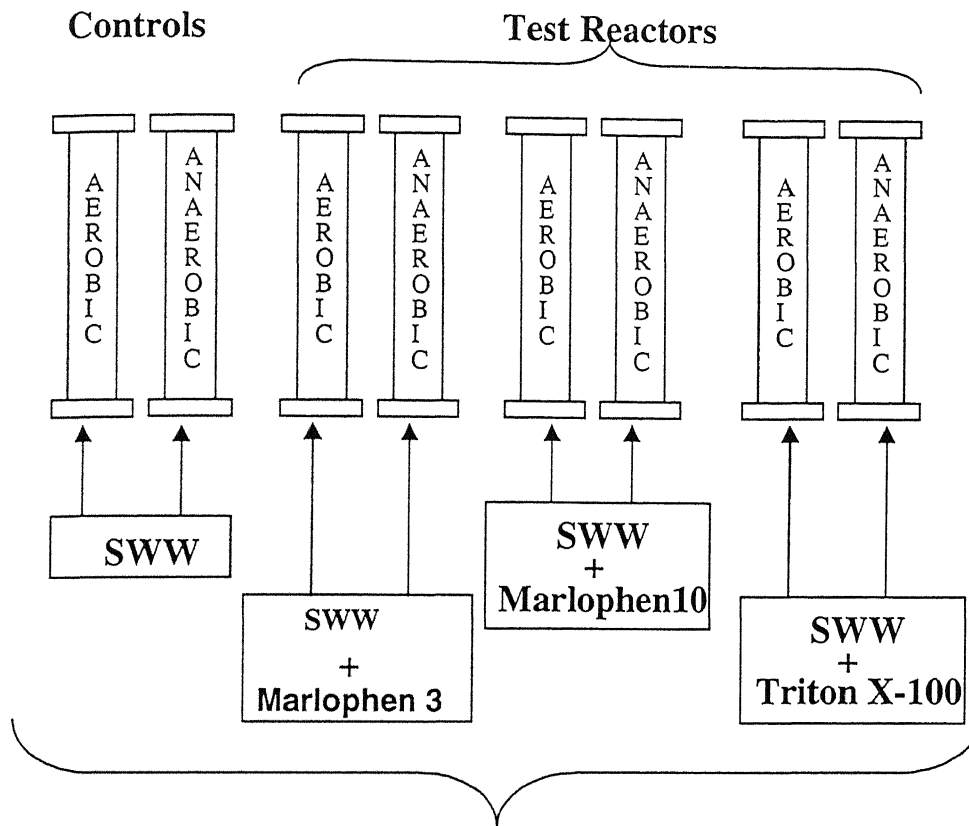 Controls
Test Reactors
AEROBIC
ANAEROBIC
AEROBIC
ANAEROBIC
AEROBIC
ANAEROBIC
AEROBIC
ANAEROBIC
SWW
SWW
+
Marlophen 3
SWW
+
Marlophen10
SWW
+
Triton X-100